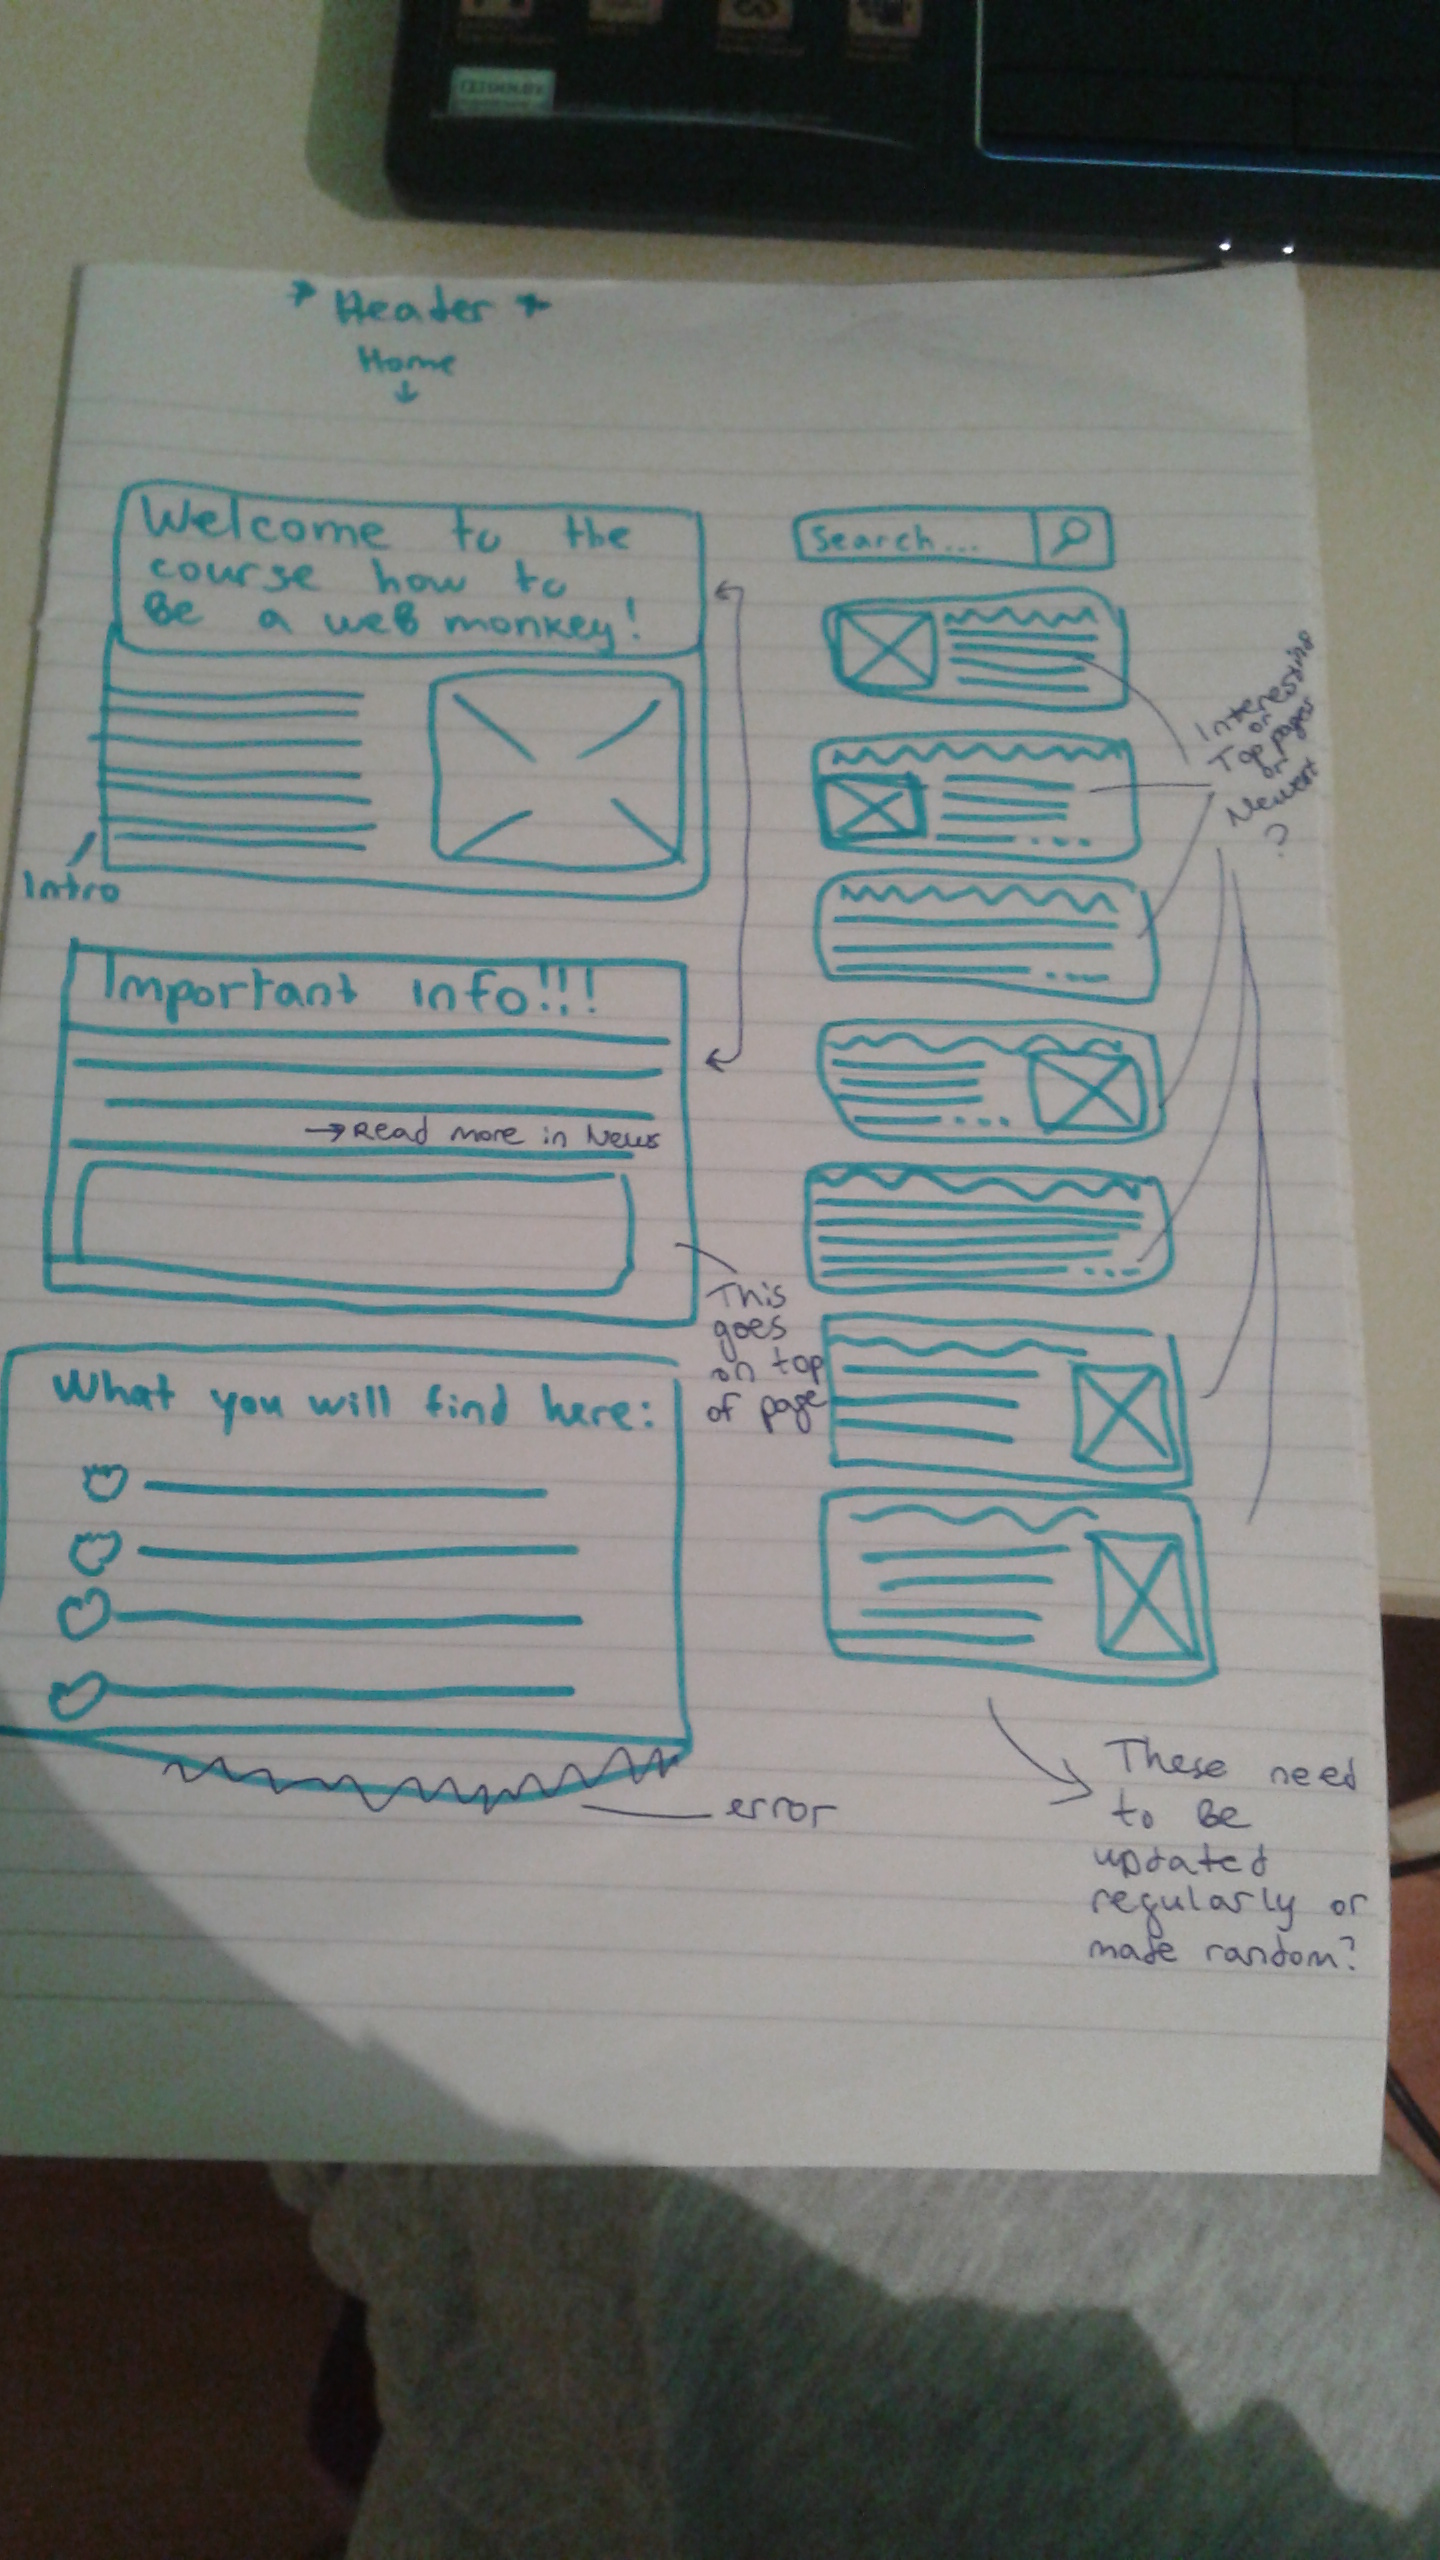 Header
Home
Welcome to the
course how to
Be a web monkey!
Intro
Important info!!!
→ Read more in News
This
goes
on top
of page
What you will find here:
error
Search...
Interesting
or
Top pages
or
Newest
?
These need
to Be
updated
regularly or
made random?